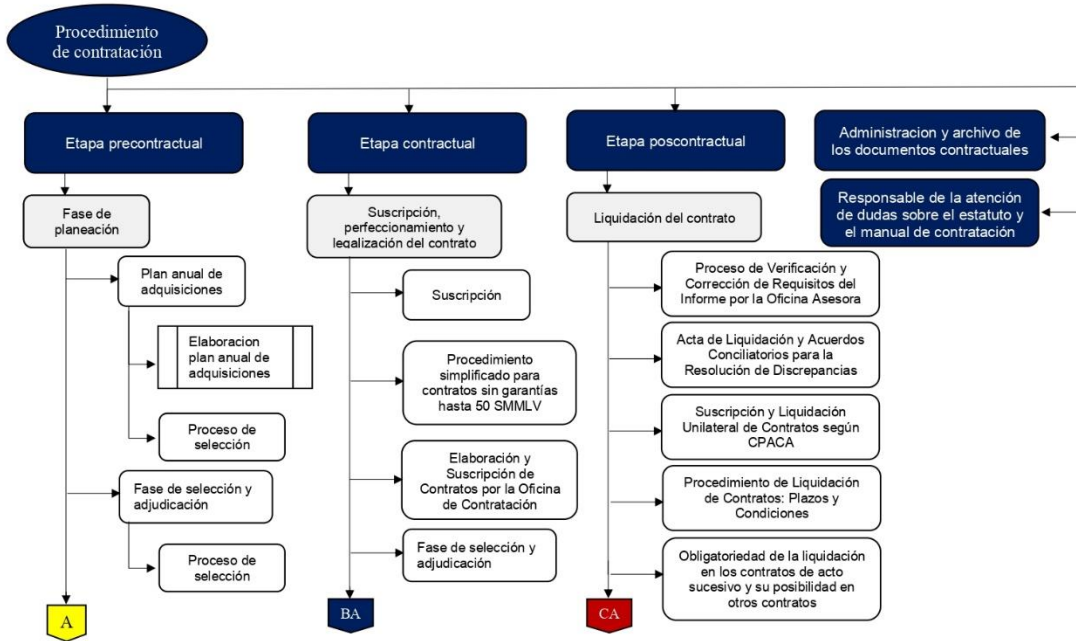 Procedimiento
de contratación
Etapa precontractual
Fase de
planeación
Plan anual de
adquisiciones
Elaboracion
plan anual de
adquisiciones
Proceso de
selección
Fase de selección y
adjudicación
Proceso de
selección
A
Etapa contractual
Suscripción,
perfeccionamiento y
legalización del contrato
Suscripción
Procedimiento
simplificado para
contratos sin garantías
hasta 50 SMMLV
Elaboración y
Suscripción de
Contratos por la Oficina
de Contratación
Fase de selección y
adjudicación
BA
Etapa poscontractual
Liquidación del contrato
Proceso de Verificación y
Corrección de Requisitos del
Informe por la Oficina Asesora
Acta de Liquidación y Acuerdos
Conciliatorios para la
Resolución de Discrepancias
Suscripción y Liquidación
Unilateral de Contratos según
CPACA
Procedimiento de Liquidación
de Contratos: Plazos y
Condiciones
Obligatoriedad de la liquidación
en los contratos de acto
sucesivo y su posibilidad en
otros contratos
CA
Administracion y archivo de
los documentos contractuales
Responsable de la atención
de dudas sobre el estatuto y
el manual de contratación